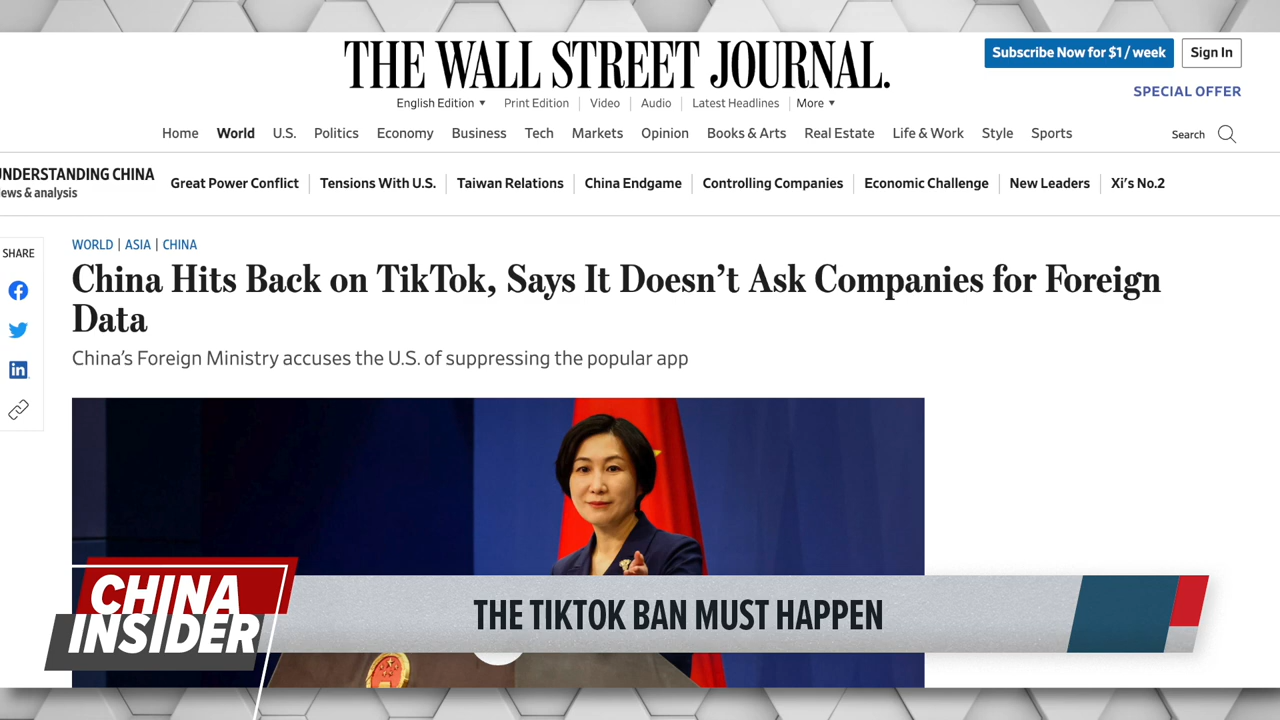 THE WALL STREET JOURNAL.
Subscribe Now for $1 / week
Sign In
English Edition
Print Edition
Video
Audio
Latest Headlines
More
SPECIAL OFFER
Home
World
U.S.
Politics
Economy
Business
Tech
Markets
Opinion
Books & Arts
Real Estate
Life & Work
Style
Sports
Search
NDERSTANDING CHINA
ews & analysis
Great Power Conflict
Tensions With U.S.
Taiwan Relations
China Endgame
Controlling Companies
Economic Challenge
New Leaders
Xi's No.2
SHARE
WORLD | ASIA | CHINA
China Hits Back on TikTok, Says It Doesn’t Ask Companies for Foreign
Data
China’s Foreign Ministry accuses the U.S. of suppressing the popular app
CHINA
INSIDER
THE TIKTOK BAN MUST HAPPEN